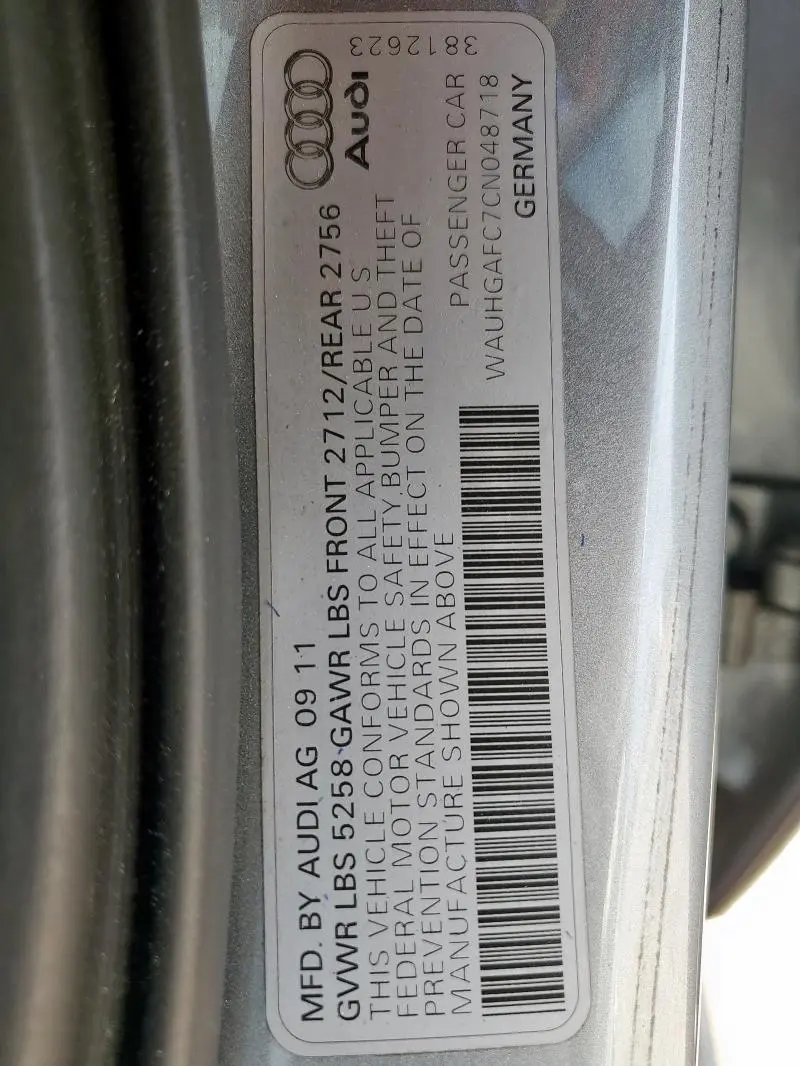 MFD. BY AUDI AG 09 11
GVWR LBS 5258 GAWR LBS FRONT 2712/REAR 2756
THIS VEHICLE CONFORMS TO ALL APPLICABLE U S
FEDERAL MOTOR VEHICLE SAFETY, BUMPER AND THEFT
PREVENTION STANDARDS IN EFFECT ON THE DATE OF
MANUFACTURE SHOWN ABOVE
Audi
3812623
PASSENGER CAR
WAUHGAFC7CN048718
GERMANY